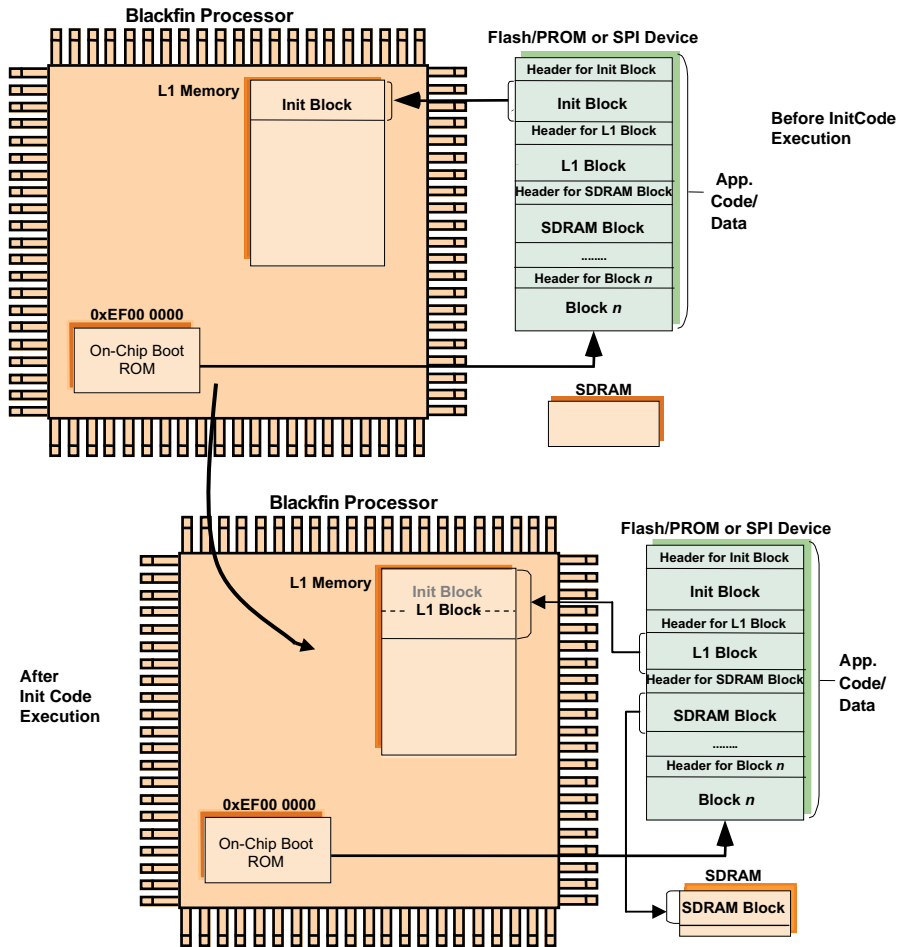 Blackfin Processor
Flash/PROM or SPI Device
L1 Memory
Init Block
Header for Init Block
Init Block
Header for L1 Block
L1 Block
Header for SDRAM Block
SDRAM Block
........
Header for Block n
Block n
Before InitCode
Execution
App.
Code/
Data
0xEF00 0000
On-Chip Boot
ROM
SDRAM
Blackfin Processor
Flash/PROM or SPI Device
L1 Memory
Init Block
L1 Block
Header for Init Block
Init Block
Header for L1 Block
L1 Block
Header for SDRAM Block
SDRAM Block
........
Header for Block n
Block n
App.
Code/
Data
After
Init Code
Execution
0xEF00 0000
On-Chip Boot
ROM
SDRAM
SDRAM Block